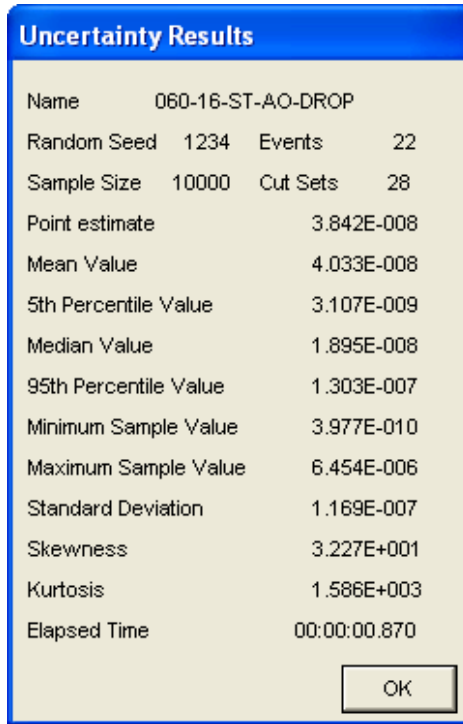 Uncertainty Results
Name 060-16-ST-AO-DROP
Random Seed 1234 Events 22
Sample Size 10000 Cut Sets 28
Point estimate 3.842E-008
Mean Value 4.033E-008
5th Percentile Value 3.107E-009
Median Value 1.895E-008
95th Percentile Value 1.303E-007
Minimum Sample Value 3.977E-010
Maximum Sample Value 6.454E-006
Standard Deviation 1.169E-007
Skewness 3.227E+001
Kurtosis 1.586E+003
Elapsed Time 00:00:00.870
OK